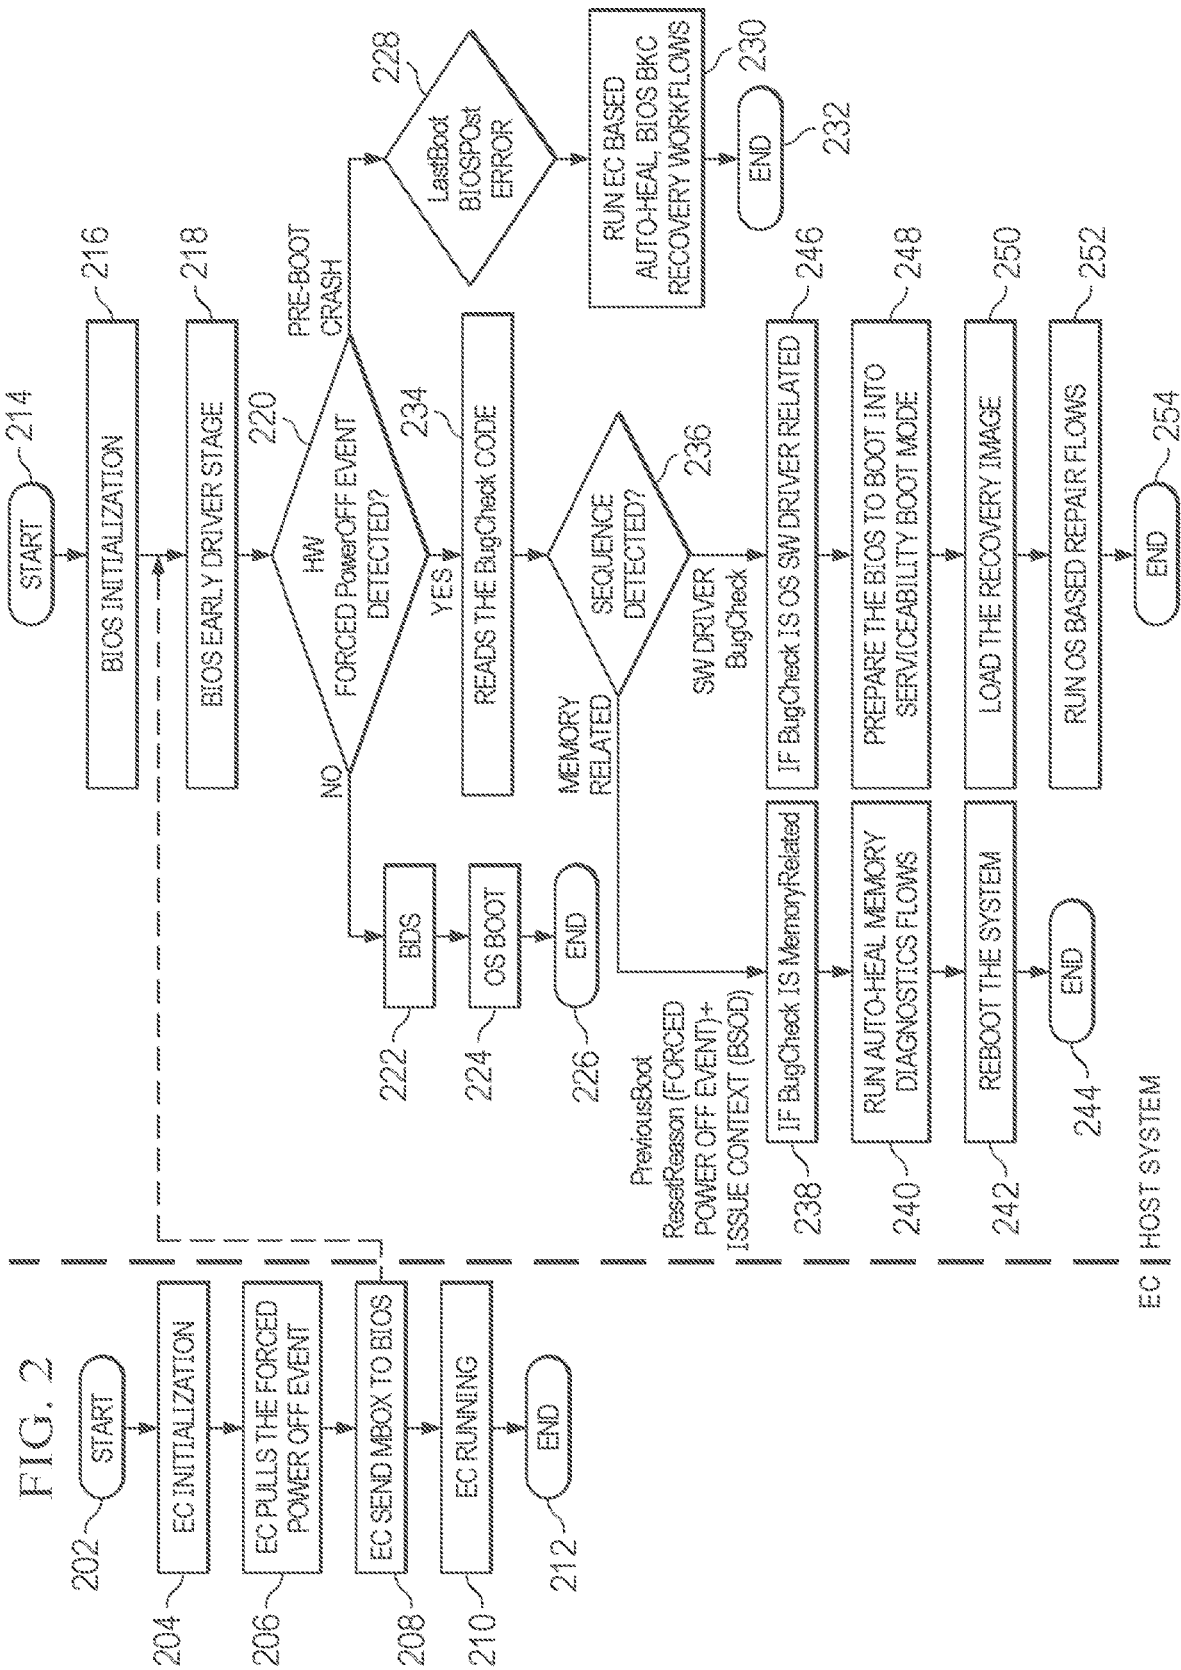 FIG. 2
202
START
204
EC INITIALIZATION
206
EC PULLS THE FORCED
POWER OFF EVENT
208
EC SEND MBOX TO BIOS
210
EC RUNNING
212
END
EC
HOST SYSTEM
START
214
BIOS INITIALIZATION
216
BIOS EARLY DRIVER STAGE
218
HW
FORCED PowerOFF EVENT
DETECTED?
220
NO
BDS
222
OS BOOT
224
END
226
PRE-BOOT
CRASH
LastBoot
BIOSPOst
ERROR
228
RUN EC BASED
AUTO-HEAL, BIOS BKC
RECOVERY WORKFLOWS
230
END
232
YES
READS THE BugCheck CODE
234
SEQUENCE
DETECTED?
236
MEMORY
RELATED
PreviousBoot
ResetReason (FORCED
POWER OFF EVENT)+
ISSUE CONTEXT (BSOD)
IF BugCheck IS MemoryRelated
238
RUN AUTO-HEAL MEMORY
DIAGNOSTICS FLOWS
240
REBOOT THE SYSTEM
242
END
244
SW DRIVER
BugCheck
IF BugCheck IS OS SW DRIVER RELATED
246
PREPARE THE BIOS TO BOOT INTO
SERVICEABILITY BOOT MODE
248
LOAD THE RECOVERY IMAGE
250
RUN OS BASED REPAIR FLOWS
252
END
254